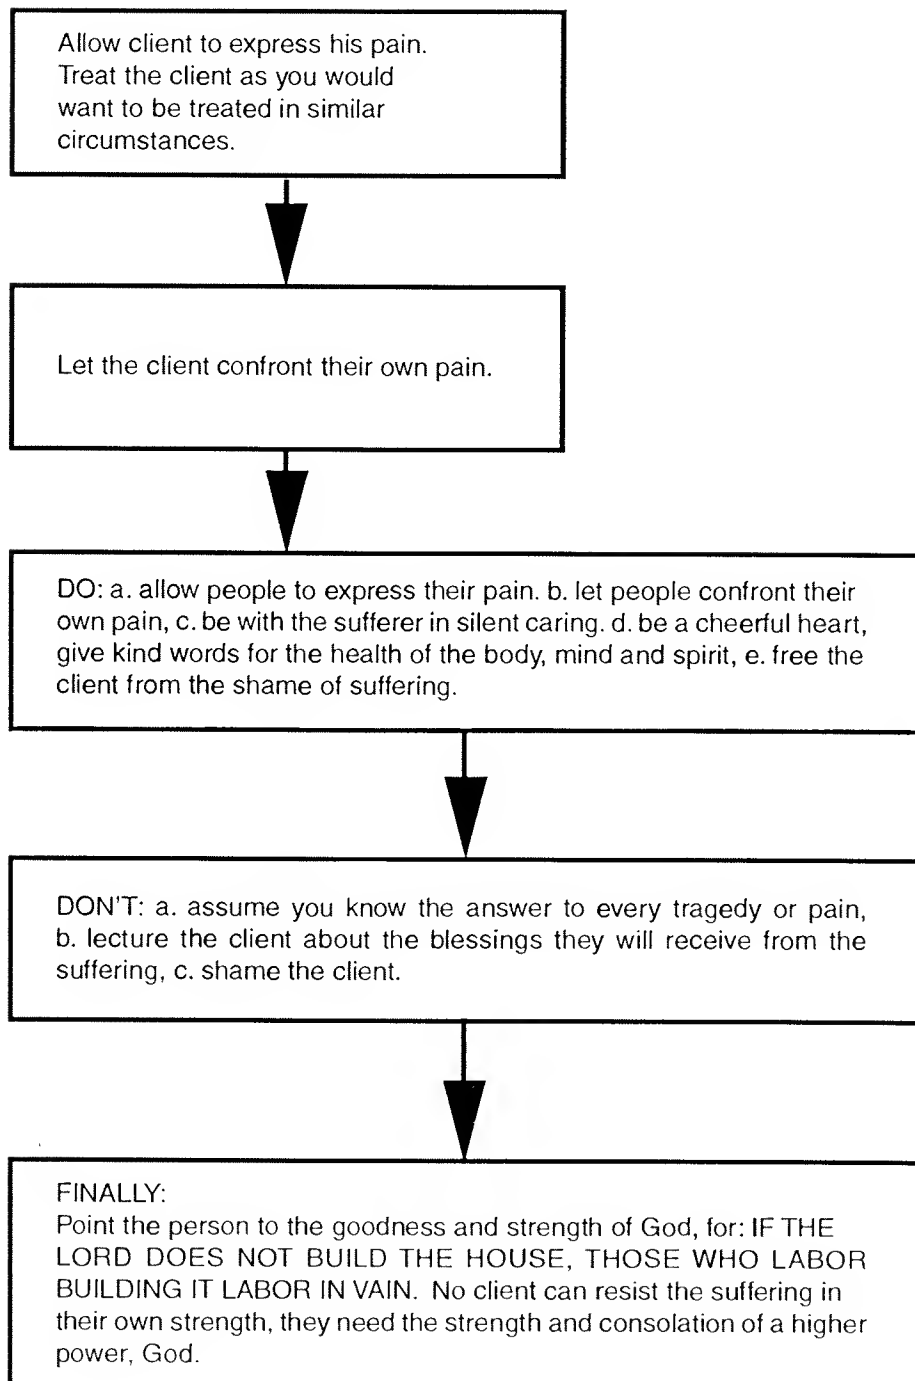 Allow client to express his pain.
Treat the client as you would
want to be treated in similar
circumstances.
Let the client confront their own pain.
DO: a. allow people to express their pain. b. let people confront their
own pain, c. be with the sufferer in silent caring. d. be a cheerful heart,
give kind words for the health of the body, mind and spirit, e. free the
client from the shame of suffering.
DON'T: a. assume you know the answer to every tragedy or pain,
b. lecture the client about the blessings they will receive from the
suffering, c. shame the client.
FINALLY:
Point the person to the goodness and strength of God, for: IF THE
LORD DOES NOT BUILD THE HOUSE, THOSE WHO LABOR
BUILDING IT LABOR IN VAIN. No client can resist the suffering in
their own strength, they need the strength and consolation of a higher
power, God.